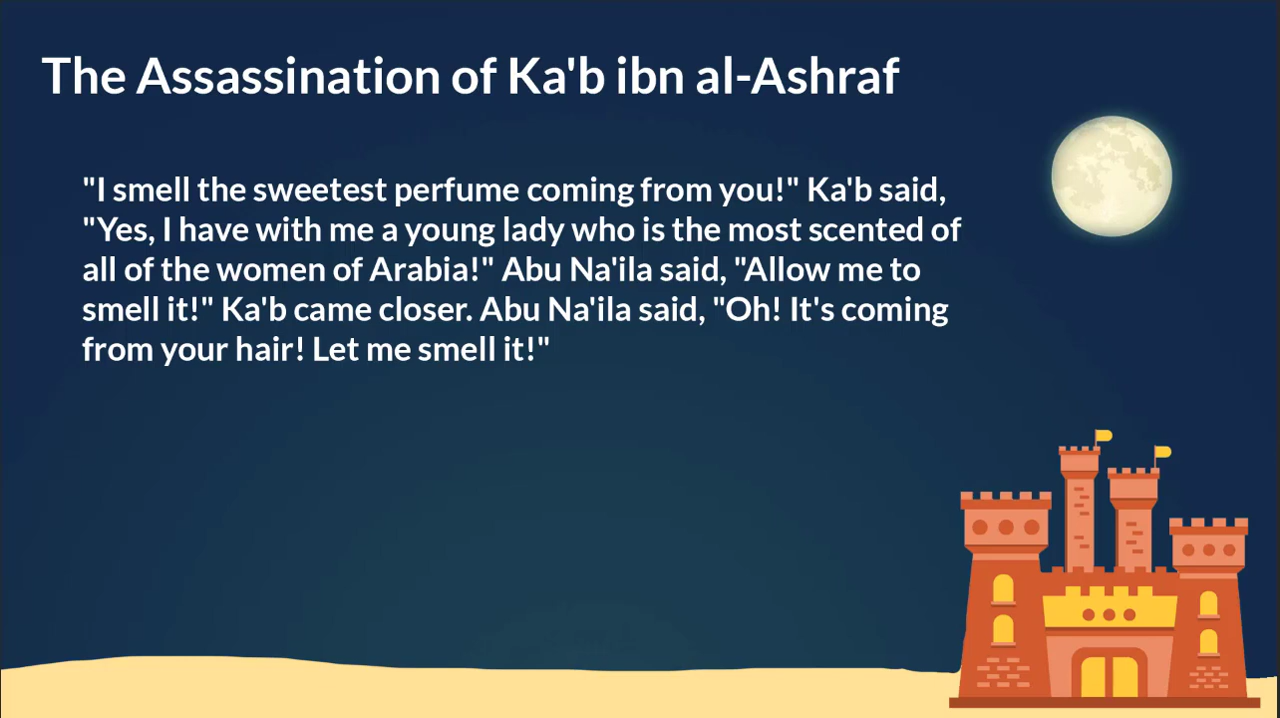 The Assassination of Ka'b ibn al-Ashraf
"I smell the sweetest perfume coming from you!" Ka'b said,
"Yes, I have with me a young lady who is the most scented of
all of the women of Arabia!" Abu Na'ila said, "Allow me to
smell it!" Ka'b came closer. Abu Na'ila said, "Oh! It's coming
from your hair! Let me smell it!"